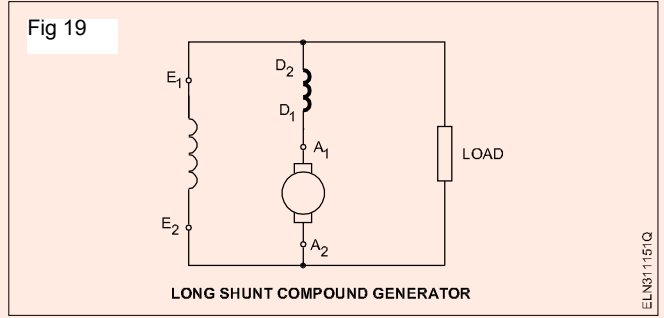 Fig 19
E1
D2
D1
A1
LOAD
E2
A2
LONG SHUNT COMPOUND GENERATOR
ELN311151Q